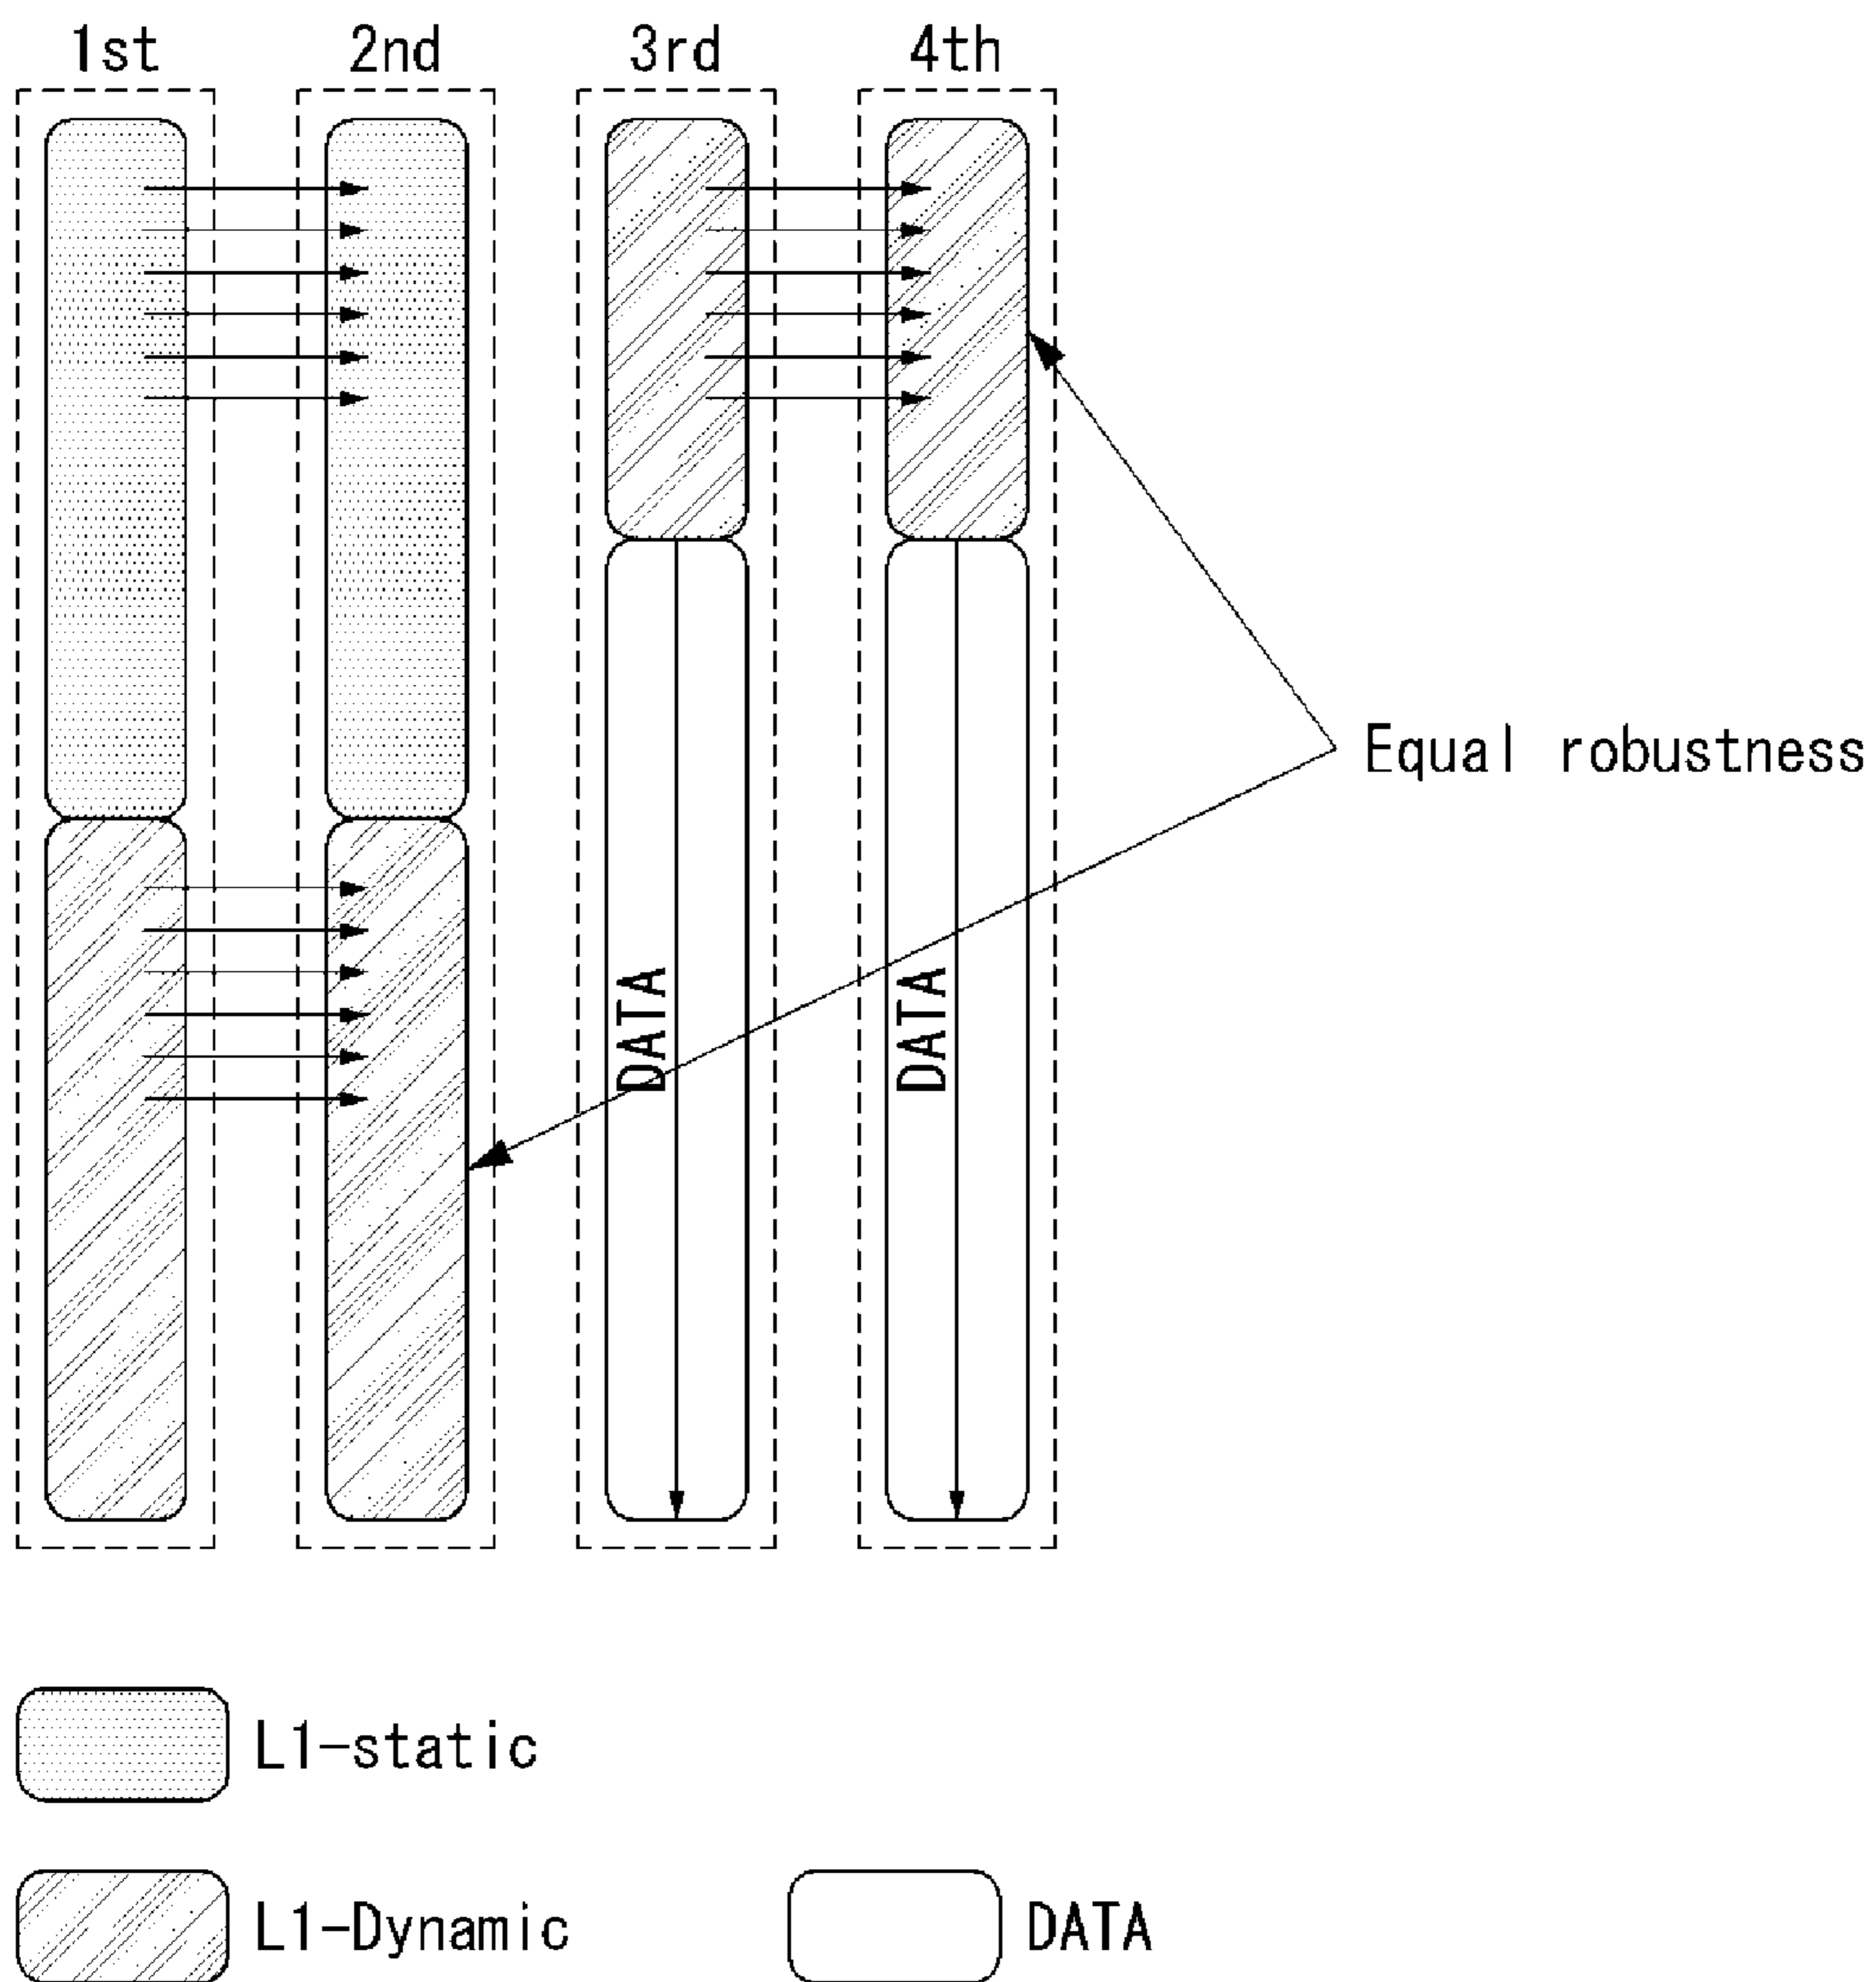 1st 2nd 3rd 4th
Equal robustness
DATA DATA
L1-static
L1-Dynamic DATA